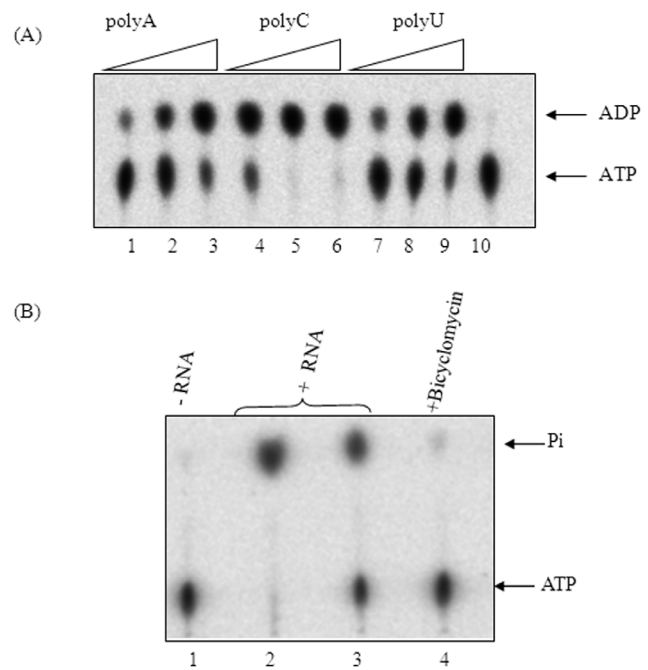 (A)
polyA polyC polyU
ADP
ATP
1 2 3 4 5 6 7 8 9 10
(B)
- RNA + RNA +Bicyclomycin
Pi
ATP
1 2 3 4